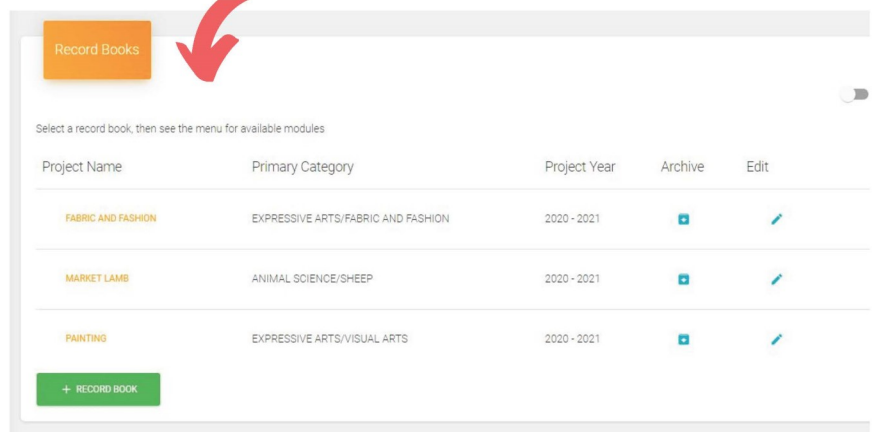 Record Books
Select a record book, then see the menu for available modules
Project Name Primary Category Project Year Archive Edit
FABRIC AND FASHION EXPRESSIVE ARTS/FABRIC AND FASHION 2020 - 2021
MARKET LAMB ANIMAL SCIENCE/SHEEP 2020 - 2021
PAINTING EXPRESSIVE ARTS/VISUAL ARTS 2020 - 2021
+ RECORD BOOK